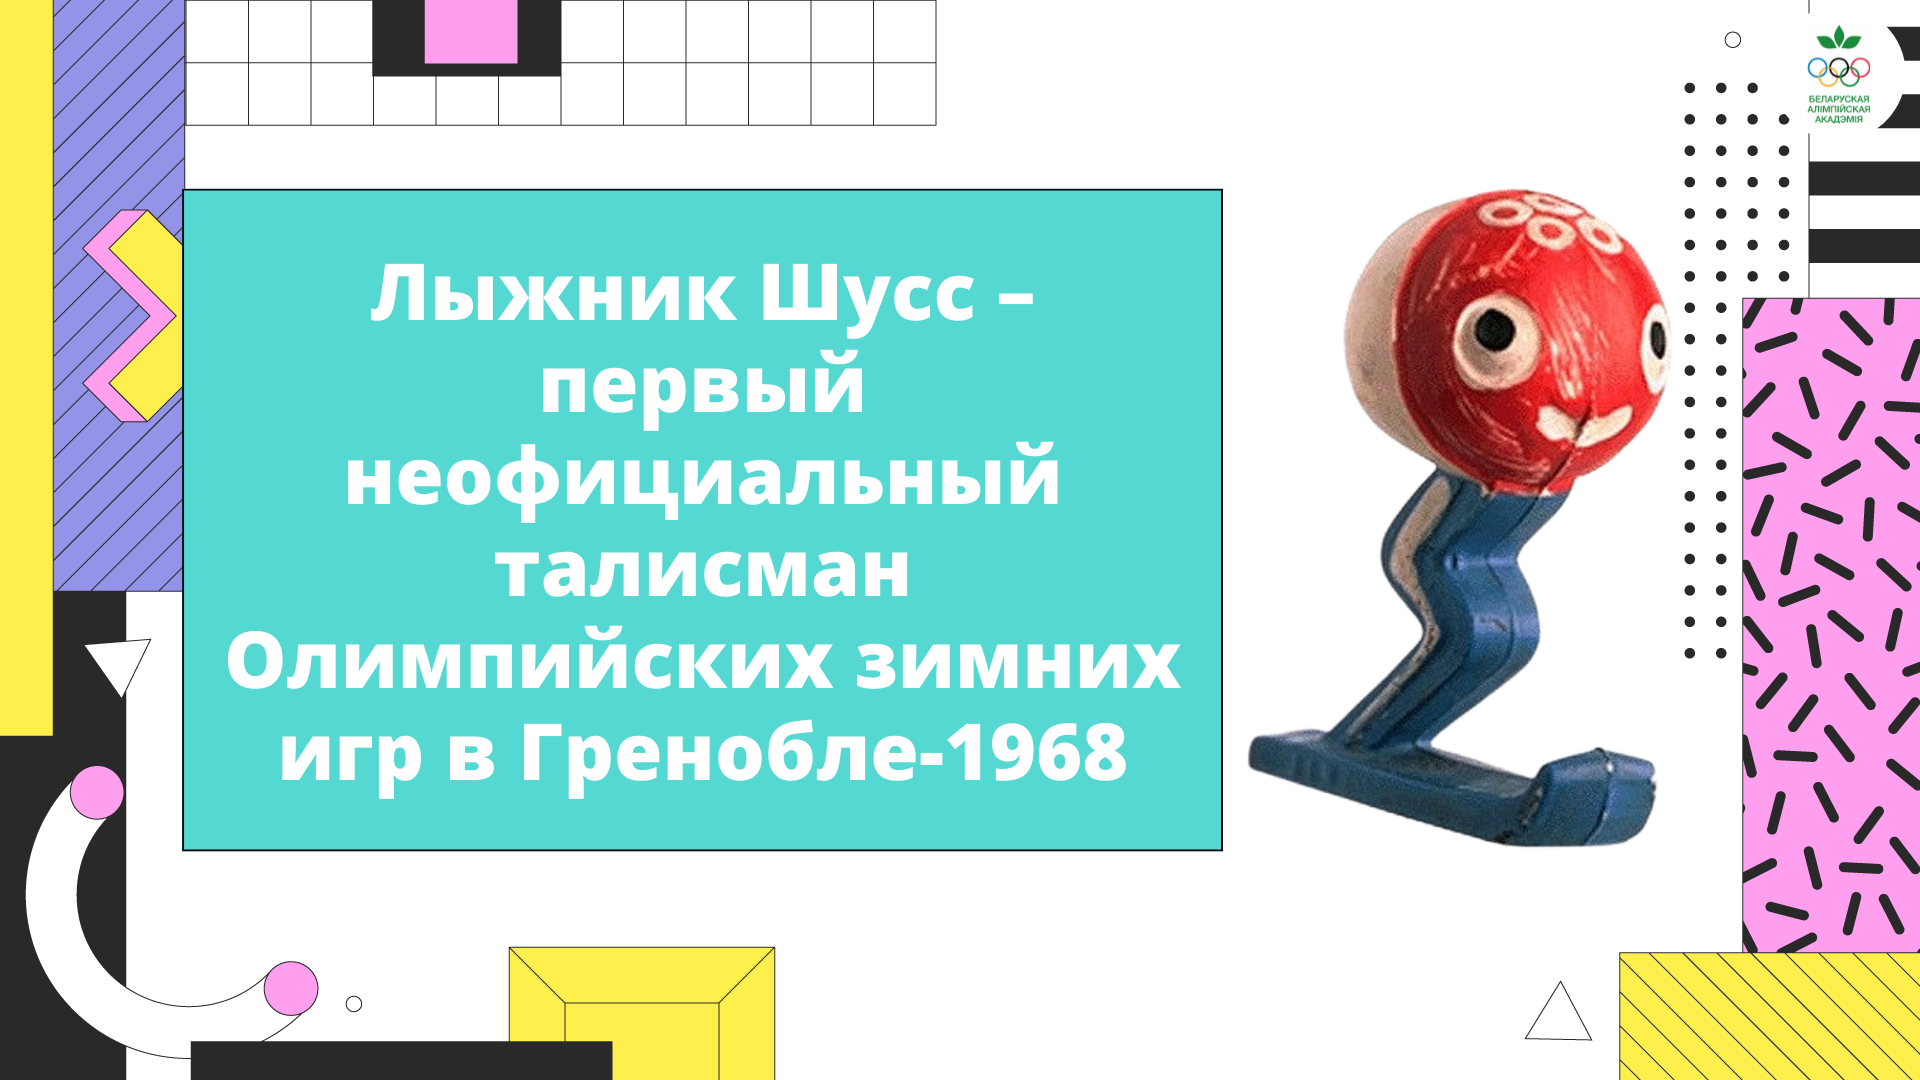 БЕЛАРУСКАЯ
АЛІМПІЙСКАЯ
АКАДЭМІЯ
Лыжник Шусс –
первый
неофициальный
талисман
Олимпийских зимних
игр в Гренобле-1968